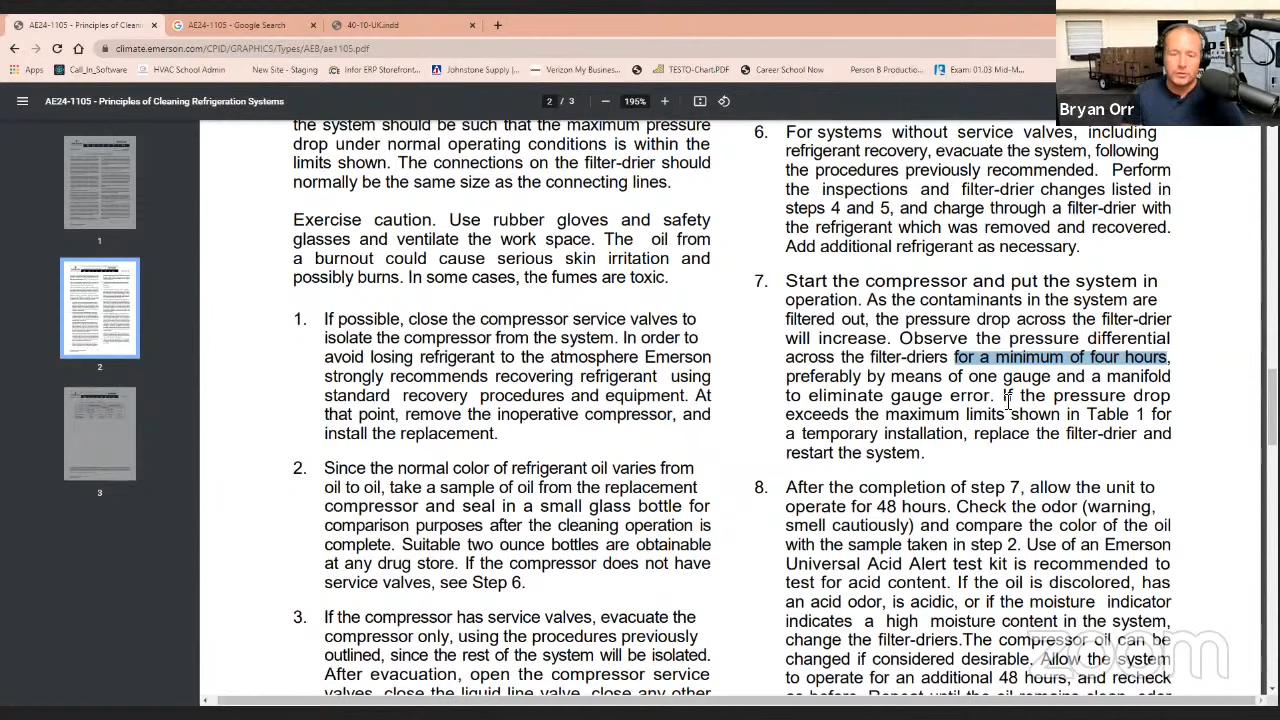 AE24-1105 - Principles of Cleani
AE24-1105 - Google Search
40-10-UK.indd
climate.emerson.com/CPID/GRAPHICS/Types/AEB/ae1105.pdf
Apps
Call_In_Software
HVAC School Admin
New Site - Staging
Infor ERP Storefront...
Johnstone Supply...
Verizon My Business...
TESTO-Chart.PDF
Career School Now
Person B Productio...
Exam: 01.03 Mid-M...
Bryan Orr
AE24-1105 - Principles of Cleaning Refrigeration Systems
2 / 3
195%
1
2
3
the system should be such that the maximum pressure
drop under normal operating conditions is within the
limits shown. The connections on the filter-drier should
normally be the same size as the connecting lines.
Exercise caution. Use rubber gloves and safety
glasses and ventilate the work space. The oil from
a burnout could cause serious skin irritation and
possibly burns. In some cases, the fumes are toxic.
1. If possible, close the compressor service valves to
isolate the compressor from the system. In order to
avoid losing refrigerant to the atmosphere Emerson
strongly recommends recovering refrigerant using
standard recovery procedures and equipment. At
that point, remove the inoperative compressor, and
install the replacement.
2. Since the normal color of refrigerant oil varies from
oil to oil, take a sample of oil from the replacement
compressor and seal in a small glass bottle for
comparison purposes after the cleaning operation is
complete. Suitable two ounce bottles are obtainable
at any drug store. If the compressor does not have
service valves, see Step 6.
3. If the compressor has service valves, evacuate the
compressor only, using the procedures previously
outlined, since the rest of the system will be isolated.
After evacuation, open the compressor service
valves, close the liquid line valve, close any other
6. For systems without service valves, including
refrigerant recovery, evacuate the system, following
the procedures previously recommended. Perform
the inspections and filter-drier changes listed in
steps 4 and 5, and charge through a filter-drier with
the refrigerant which was removed and recovered.
Add additional refrigerant as necessary.
7. Start the compressor and put the system in
operation. As the contaminants in the system are
filtered out, the pressure drop across the filter-drier
will increase. Observe the pressure differential
across the filter-driers for a minimum of four hours,
preferably by means of one gauge and a manifold
to eliminate gauge error. If the pressure drop
exceeds the maximum limits shown in Table 1 for
a temporary installation, replace the filter-drier and
restart the system.
8. After the completion of step 7, allow the unit to
operate for 48 hours. Check the odor (warning,
smell cautiously) and compare the color of the oil
with the sample taken in step 2. Use of an Emerson
Universal Acid Alert test kit is recommended to
test for acid content. If the oil is discolored, has
an acid odor, is acidic, or if the moisture indicator
indicates a high moisture content in the system,
change the filter-driers.The compressor oil can be
changed if considered desirable. Allow the system
to operate for an additional 48 hours, and recheck
as before. Repeat until the oil remains clean, odor
zoom